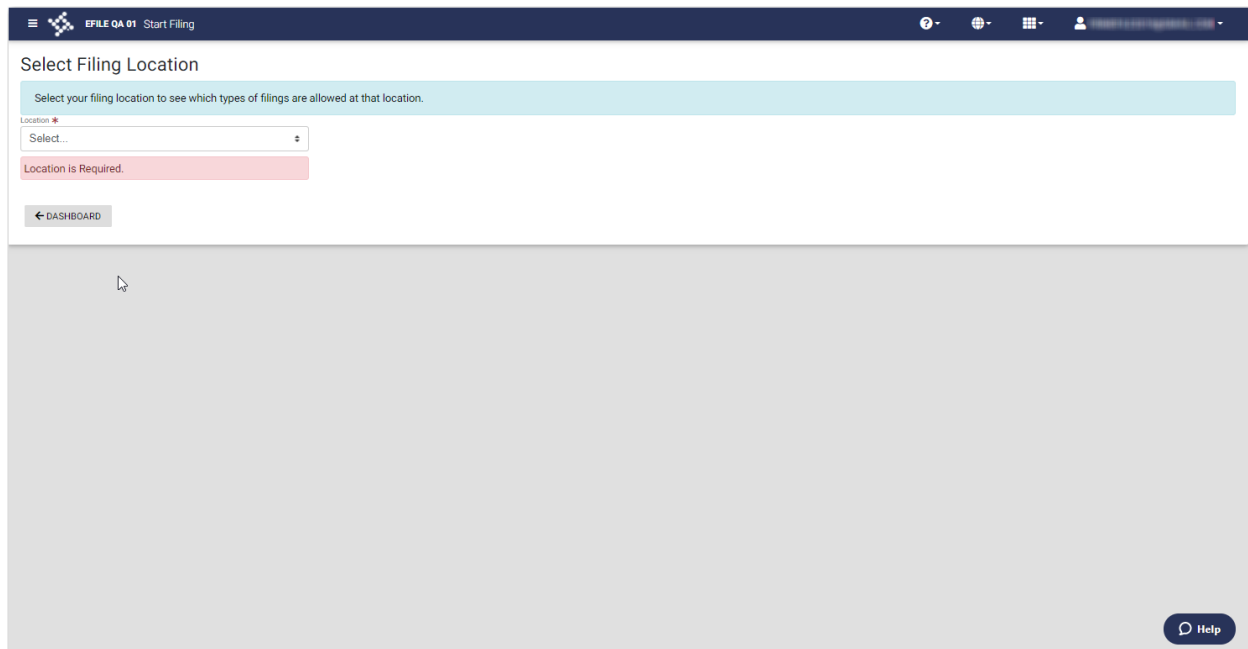 EFILE QA 01 Start Filing
Select Filing Location
Select your filing location to see which types of filings are allowed at that location.
Location *
Select...
Location is Required.
DASHBOARD
Help